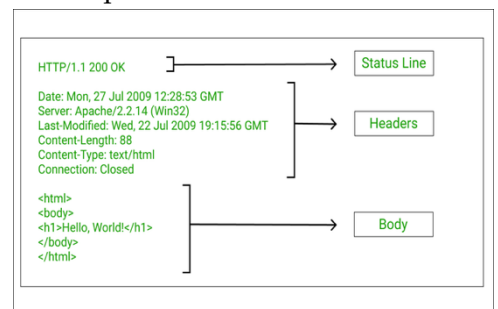 HTTP/1.1 200 OK
Status Line
Date: Mon, 27 Jul 2009 12:28:53 GMT
Server: Apache/2.2.14 (Win32)
Last-Modified: Wed, 22 Jul 2009 19:15:56 GMT
Content-Length: 88
Content-Type: text/html
Connection: Closed
Headers
<html>
<body>
<h1>Hello, World!</h1>
</body>
</html>
Body